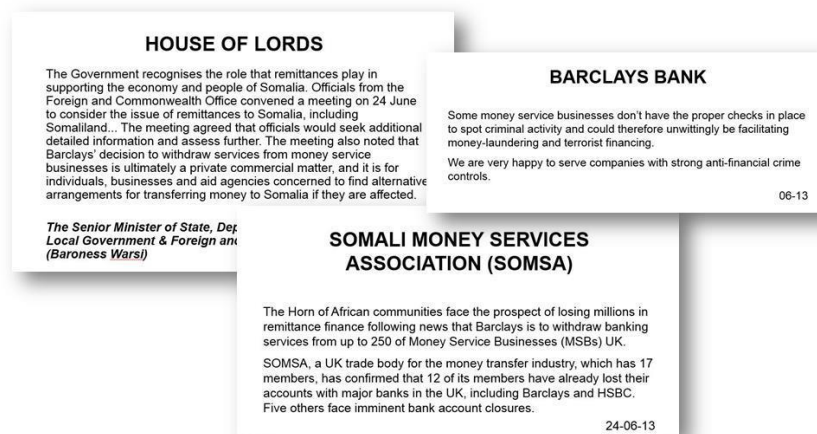 HOUSE OF LORDS
The Government recognises the role that remittances play in
supporting the economy and people of Somalia. Officials from the
Foreign and Commonwealth Office convened a meeting on 24 June
to consider the issue of remittances to Somalia, including
Somaliland... The meeting agreed that officials would seek additional
detailed information and assess further. The meeting also noted that
Barclays' decision to withdraw services from money service
businesses is ultimately a private commercial matter, and it is for
individuals, businesses and aid agencies concerned to find alternative
arrangements for transferring money to Somalia if they are affected.
The Senior Minister of State,
Local Government & Foreign
(Baroness Warsi)
BARCLAYS BANK
Some money service businesses don't have the proper checks in place
to spot criminal activity and could therefore unwittingly be facilitating
money-laundering and terrorist financing.
We are very happy to serve companies with strong anti-financial crime
controls.
06-13
SOMALI MONEY SERVICES
ASSOCIATION (SOMSA)
The Horn of African communities face the prospect of losing millions in
remittance finance following news that Barclays is to withdraw banking
services from up to 250 of Money Service Businesses (MSBs) UK.
SOMSA, a UK trade body for the money transfer industry, which has 17
members, has confirmed that 12 of its members have already lost their
accounts with major banks in the UK, including Barclays and HSBC.
Five others face imminent bank account closures.
24-06-13